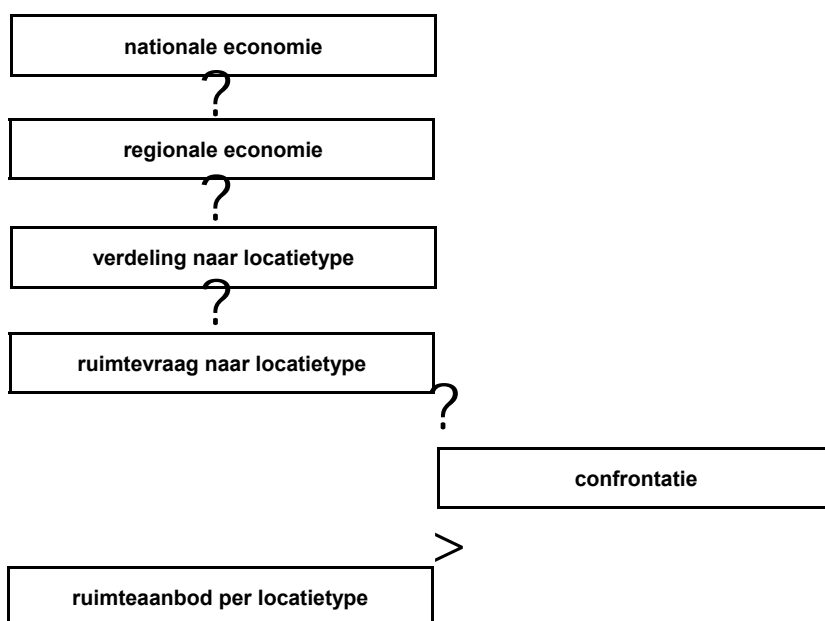 nationale economie
?
regionale economie
?
verdeling naar locatietype
?
ruimtevraag naar locatietype
?
confrontatie
>
ruimteaanbod per locatietype